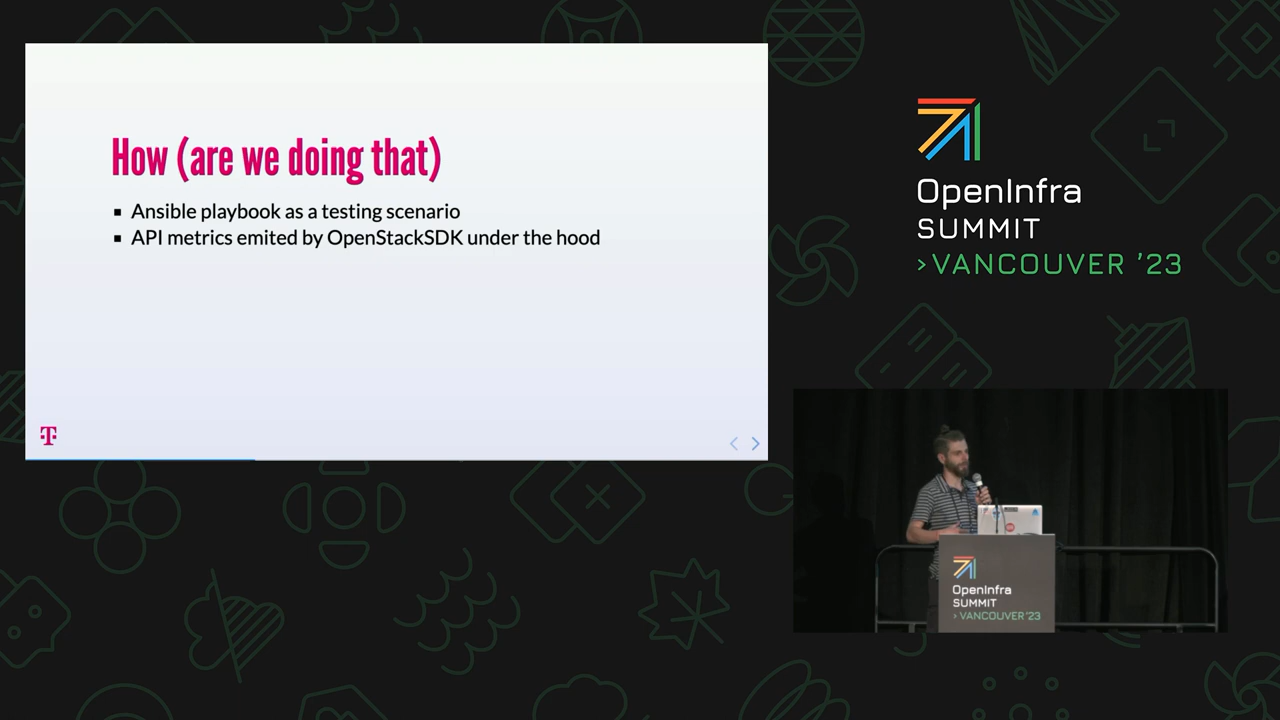 How (are we doing that)
Ansible playbook as a testing scenario
API metrics emited by OpenStackSDK under the hood
T
OpenInfra
SUMMIT
>VANCOUVER '23
OpenInfra
SUMMIT
>VANCOUVER '23